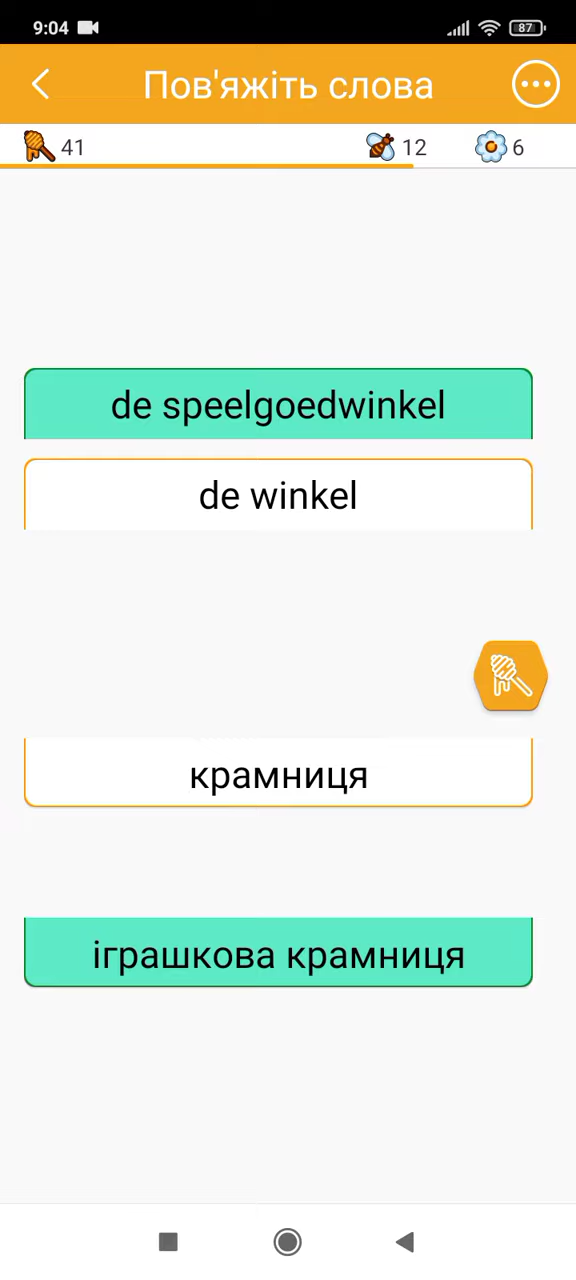 9:04 87
Пов'яжіть слова
41 12 6
de speelgoedwinkel
de winkel
крамниця
іграшкова крамниця